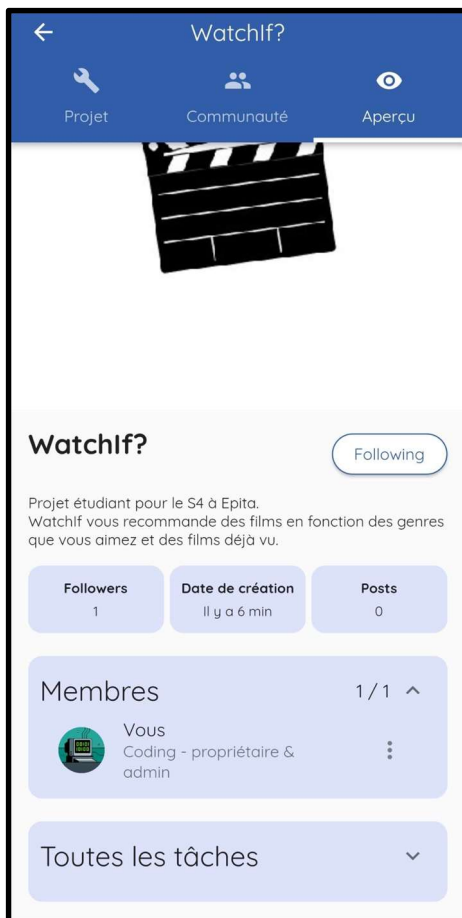 WatchIf?
Projet
Communauté
Aperçu
WatchIf?
Following
Projet étudiant pour le S4 à Epita.
WatchIf vous recommande des films en fonction des genres
que vous aimez et des films déjà vu.
Followers
1
Date de création
Il y a 6 min
Posts
0
Membres
1 / 1
Vous
Coding - propriétaire &
admin
Toutes les tâches